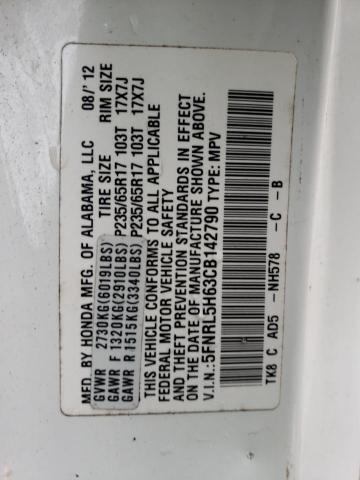 MFD. BY HONDA MFG. OF ALABAMA, LLC 08/'12
GVWR 2730KG(6019LBS) TIRE SIZE RIM SIZE
GAWR F 1320KG(2910LBS) P235/65R17 103T 17X7J
GAWR R 1515KG(3340LBS) P235/65R17 103T 17X7J
THIS VEHICLE CONFORMS TO ALL APPLICABLE
FEDERAL MOTOR VEHICLE SAFETY
AND THEFT PREVENTION STANDARDS IN EFFECT
ON THE DATE OF MANUFACTURE SHOWN ABOVE.
V.I.N.:5FNRL5H63CB142790 TYPE: MPV
TK8 C AD5 -NH578 -C -B